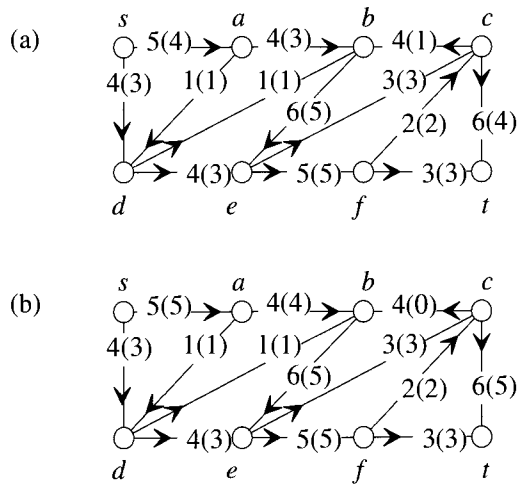 (a)
s a b c
5(4) 4(3) 4(1)
4(3) 1(1) 1(1) 3(3)
6(5) 2(2) 6(4)
4(3) 5(5) 3(3)
d e f t
(b)
s a b c
5(5) 4(4) 4(0)
4(3) 1(1) 1(1) 3(3)
6(5) 2(2) 6(5)
4(3) 5(5) 3(3)
d e f t